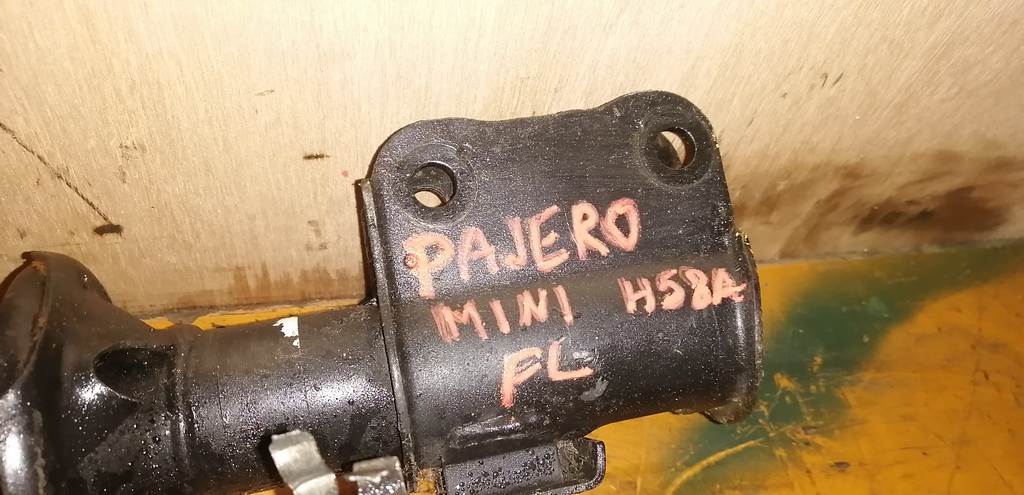 PAJERO
MINI H58A
FL